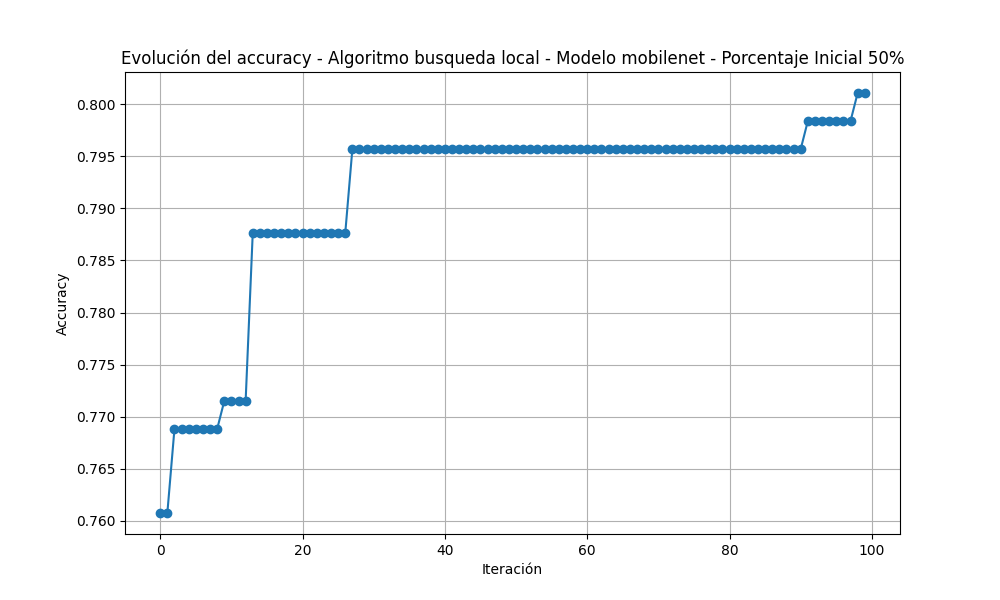 Evolución del accuracy - Algoritmo busqueda local - Modelo mobilenet - Porcentaje Inicial 50%
0.800
0.795
0.790
0.785
0.780
0.775
0.770
0.765
0.760
Accuracy
0 20 40 60 80 100
Iteración